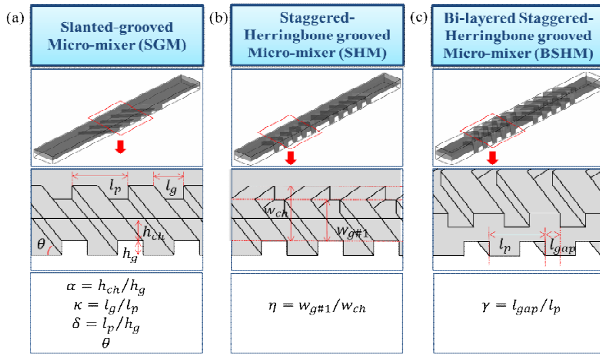 (a)
Slanted-grooved
Micro-mixer (SGM)
l_p
l_g
h_ch
h_g
θ
α = h_ch/h_g
κ = l_g/l_p
δ = l_p/h_g
θ
(b)
Staggered-
Herringbone grooved
Micro-mixer (SHM)
w_ch
w_g#1
η = w_g#1/w_ch
(c)
Bi-layered Staggered-
Herringbone grooved
Micro-mixer (BSHM)
l_p
l_gap
γ = l_gap/l_p